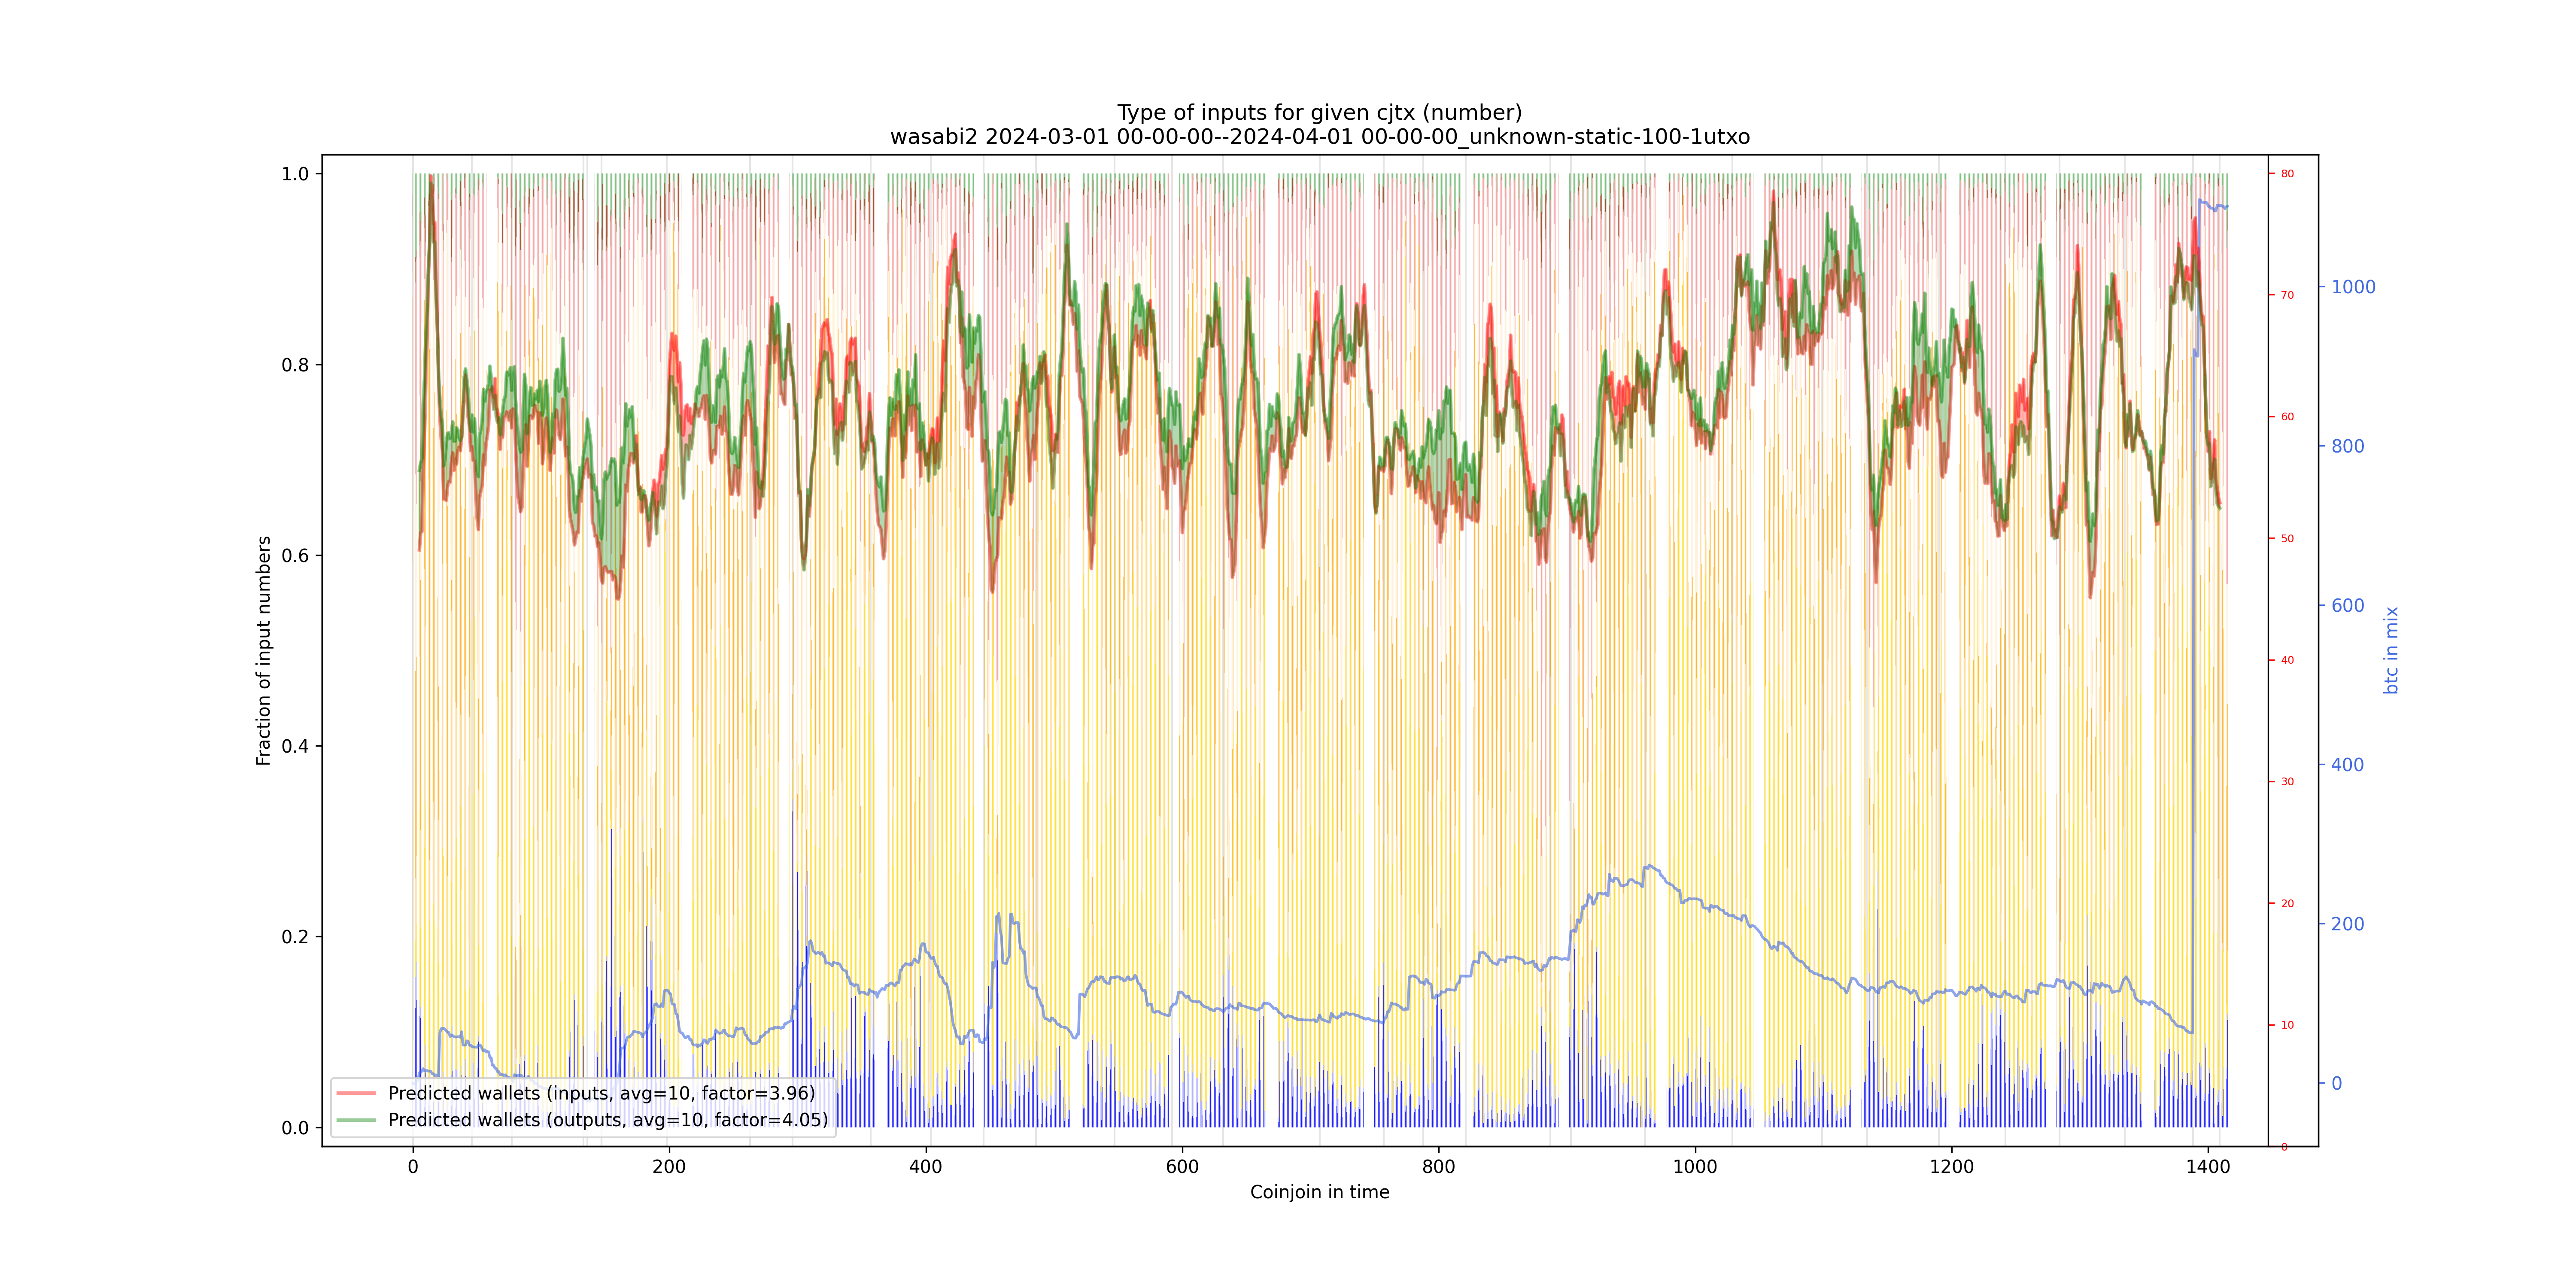 Type of inputs for given cjtx (number)
wasabi2 2024-03-01 00-00-00--2024-04-01 00-00-00_unknown-static-100-1utxo
1.0
0.8
0.6
0.4
0.2
0.0
Fraction of input numbers
80
70
60
50
40
30
20
10
0
1000
800
600
400
200
0
btc in mix
Predicted wallets (inputs, avg=10, factor=3.96)
Predicted wallets (outputs, avg=10, factor=4.05)
0 200 400 600 800 1000 1200 1400
Coinjoin in time